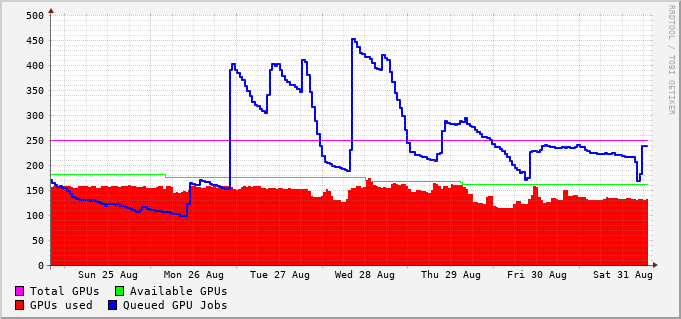 500
450
400
350
300
250
200
150
100
50
0
Sun 25 Aug Mon 26 Aug Tue 27 Aug Wed 28 Aug Thu 29 Aug Fri 30 Aug Sat 31 Aug
Total GPUs Available GPUs
GPUs used Queued GPU Jobs
RRDTOOL / TOBI OETIKER